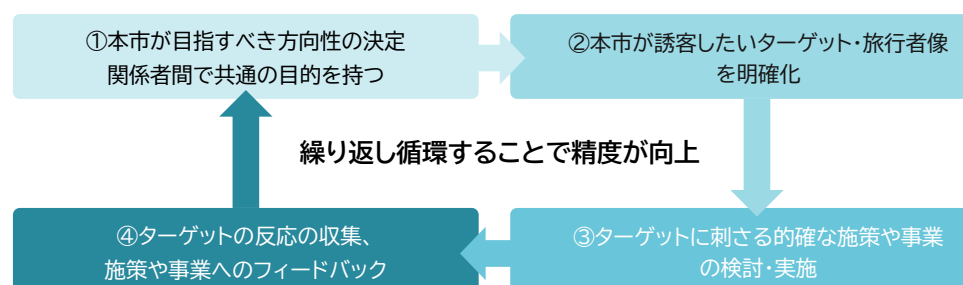 ①本市が目指すべき方向性の決定
関係者間で共通の目的を持つ
②本市が誘客したいターゲット・旅行者像
を明確化
繰り返し循環することで精度が向上
④ターゲットの反応の収集、
施策や事業へのフィードバック
③ターゲットに刺さる的確な施策や事業
の検討・実施